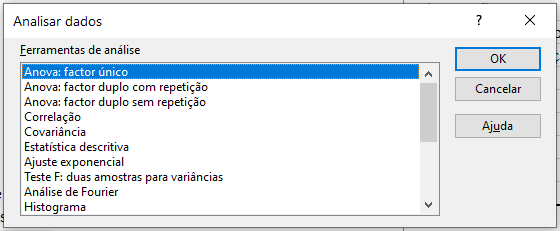 Analisar dados
? ×
Ferramentas de análise
Anova: factor único
Anova: factor duplo com repetição
Anova: factor duplo sem repetição
Correlação
Covariância
Estatística descritiva
Ajuste exponencial
Teste F: duas amostras para variâncias
Análise de Fourier
Histograma
OK
Cancelar
Ajuda